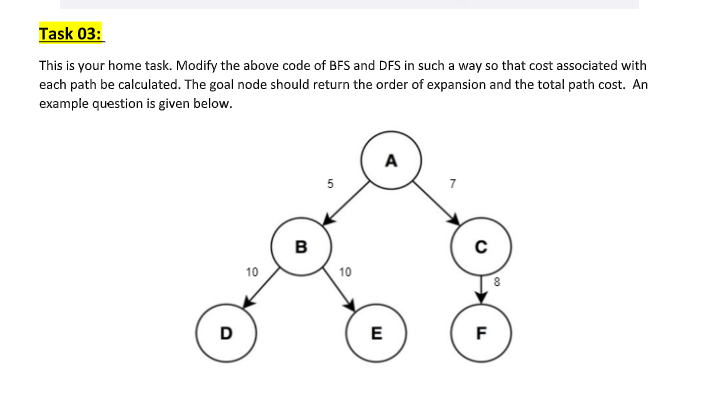 Task 03:
This is your home task. Modify the above code of BFS and DFS in such a way so that cost associated with
each path be calculated. The goal node should return the order of expansion and the total path cost.  An
example question is given below.
A
5
7
B
C
10
10
8
D
E
F